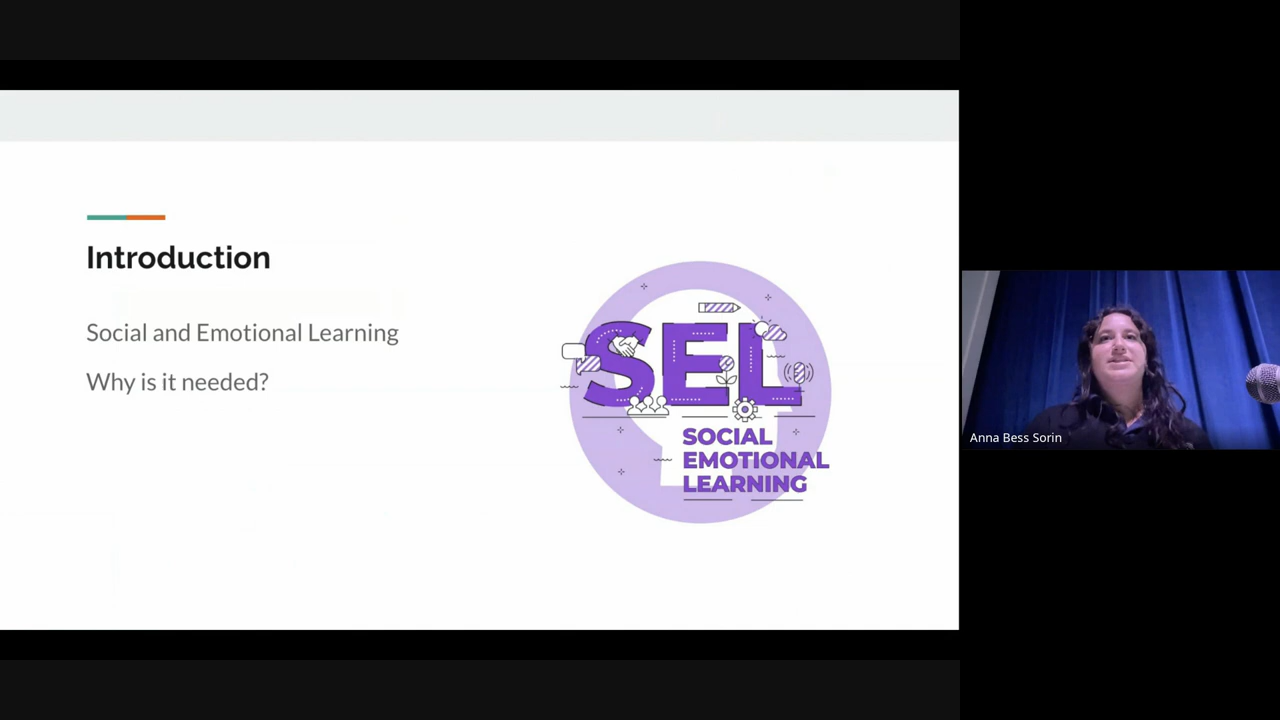 Introduction
Social and Emotional Learning
Why is it needed?
SEL
SOCIAL
EMOTIONAL
LEARNING
Anna Bess Sorin